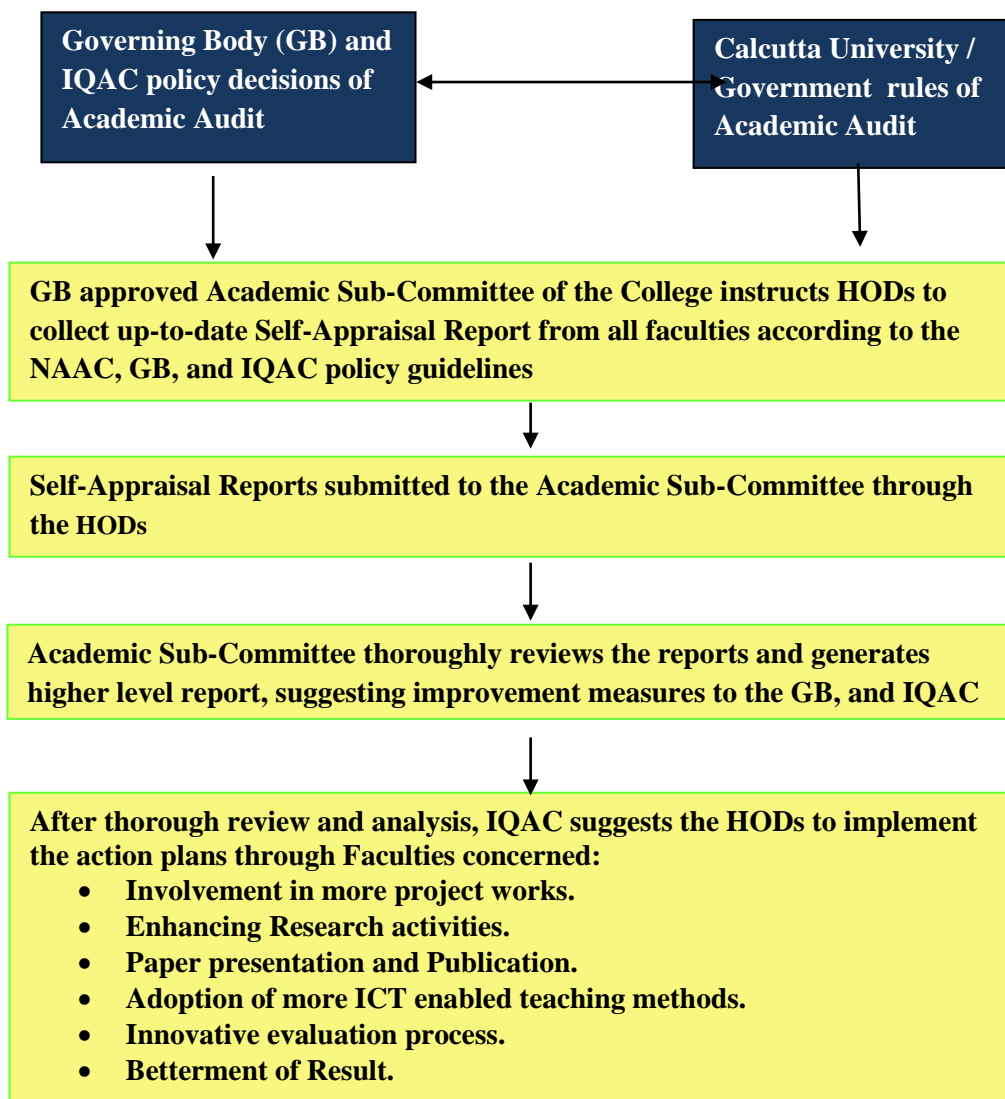 Governing Body (GB) and
IQAC policy decisions of
Academic Audit
Calcutta University /
Government rules of
Academic Audit
GB approved Academic Sub-Committee of the College instructs HODs to
collect up-to-date Self-Appraisal Report from all faculties according to the
NAAC, GB, and IQAC policy guidelines
Self-Appraisal Reports submitted to the Academic Sub-Committee through
the HODs
Academic Sub-Committee thoroughly reviews the reports and generates
higher level report, suggesting improvement measures to the GB, and IQAC
After thorough review and analysis, IQAC suggests the HODs to implement
the action plans through Faculties concerned:
• Involvement in more project works.
• Enhancing Research activities.
• Paper presentation and Publication.
• Adoption of more ICT enabled teaching methods.
• Innovative evaluation process.
• Betterment of Result.